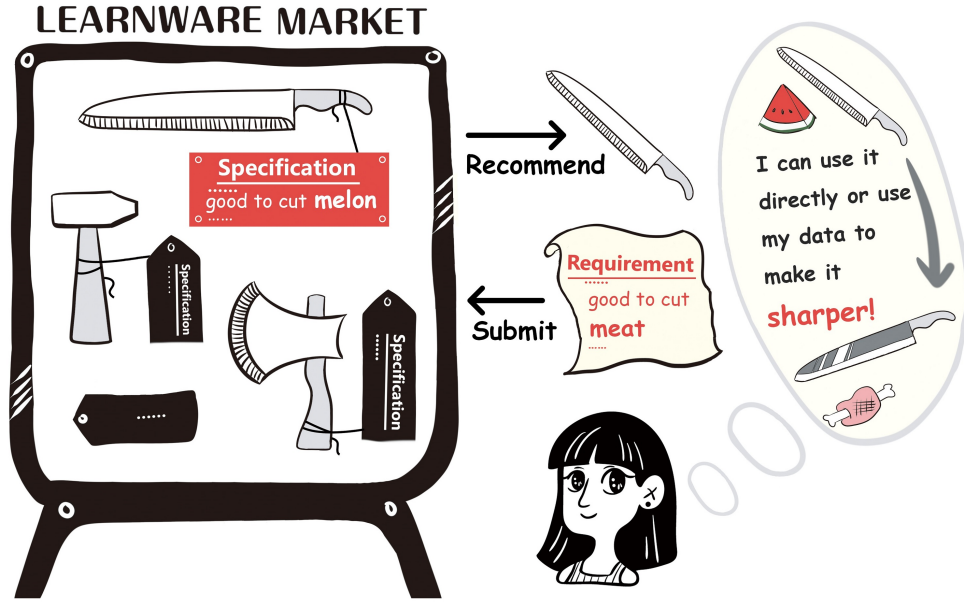 LEARNWARE MARKET
Specification
......
good to cut melon
......
Specification
......
Specification
......
......
Recommend
Requirement
......
good to cut
meat
......
Submit
I can use it
directly or use
my data to
make it
sharper!